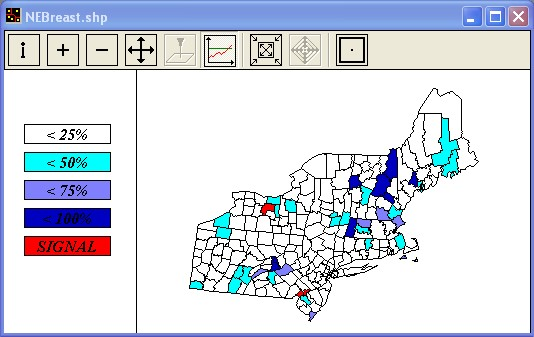 NEBreast.shp
i
< 25%
< 50%
< 75%
< 100%
SIGNAL